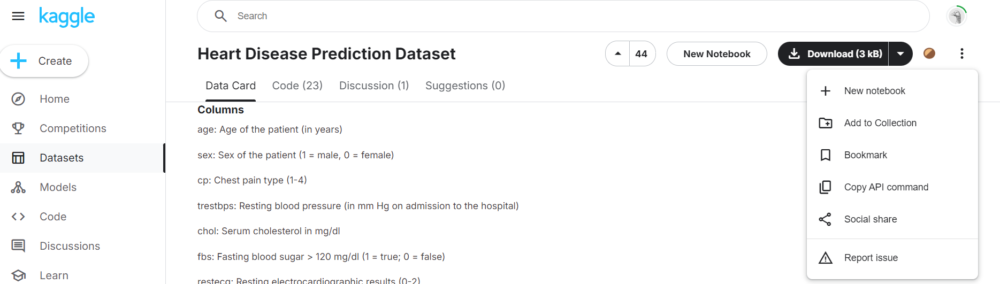 kaggle
Search
Create
Home
Competitions
Datasets
Models
Code
Discussions
Learn
Heart Disease Prediction Dataset
44
New Notebook
Download (3 kB)
Data Card
Code (23)
Discussion (1)
Suggestions (0)
Columns
age: Age of the patient (in years)
sex: Sex of the patient (1 = male, 0 = female)
cp: Chest pain type (1-4)
trestbps: Resting blood pressure (in mm Hg on admission to the hospital)
chol: Serum cholesterol in mg/dl
fbs: Fasting blood sugar > 120 mg/dl (1 = true; 0 = false)
restecg: Resting electrocardiographic results (0-2)
New notebook
Add to Collection
Bookmark
Copy API command
Social share
Report issue